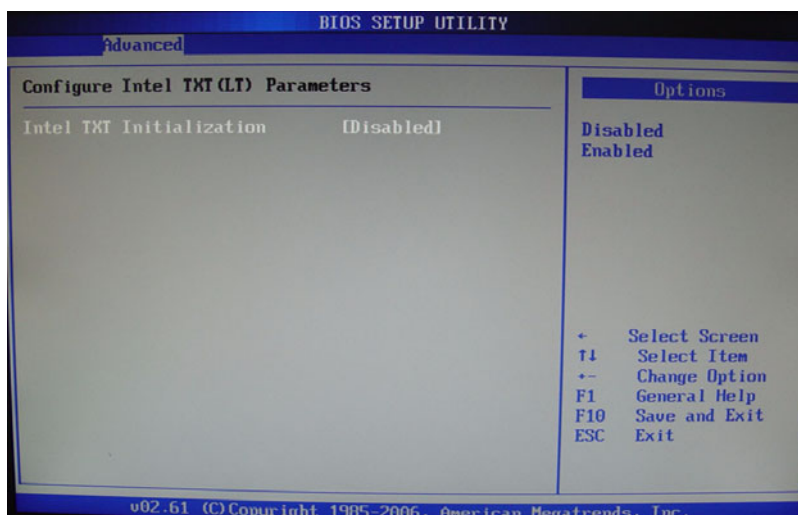 BIOS SETUP UTILITY
Advanced
Configure Intel TXT(LT) Parameters
Intel TXT Initialization [Disabled]
Options
Disabled
Enabled
← Select Screen
↑↓ Select Item
+- Change Option
F1 General Help
F10 Save and Exit
ESC Exit
v02.61 (C)Copyright 1985-2006, American Megatrends, Inc.